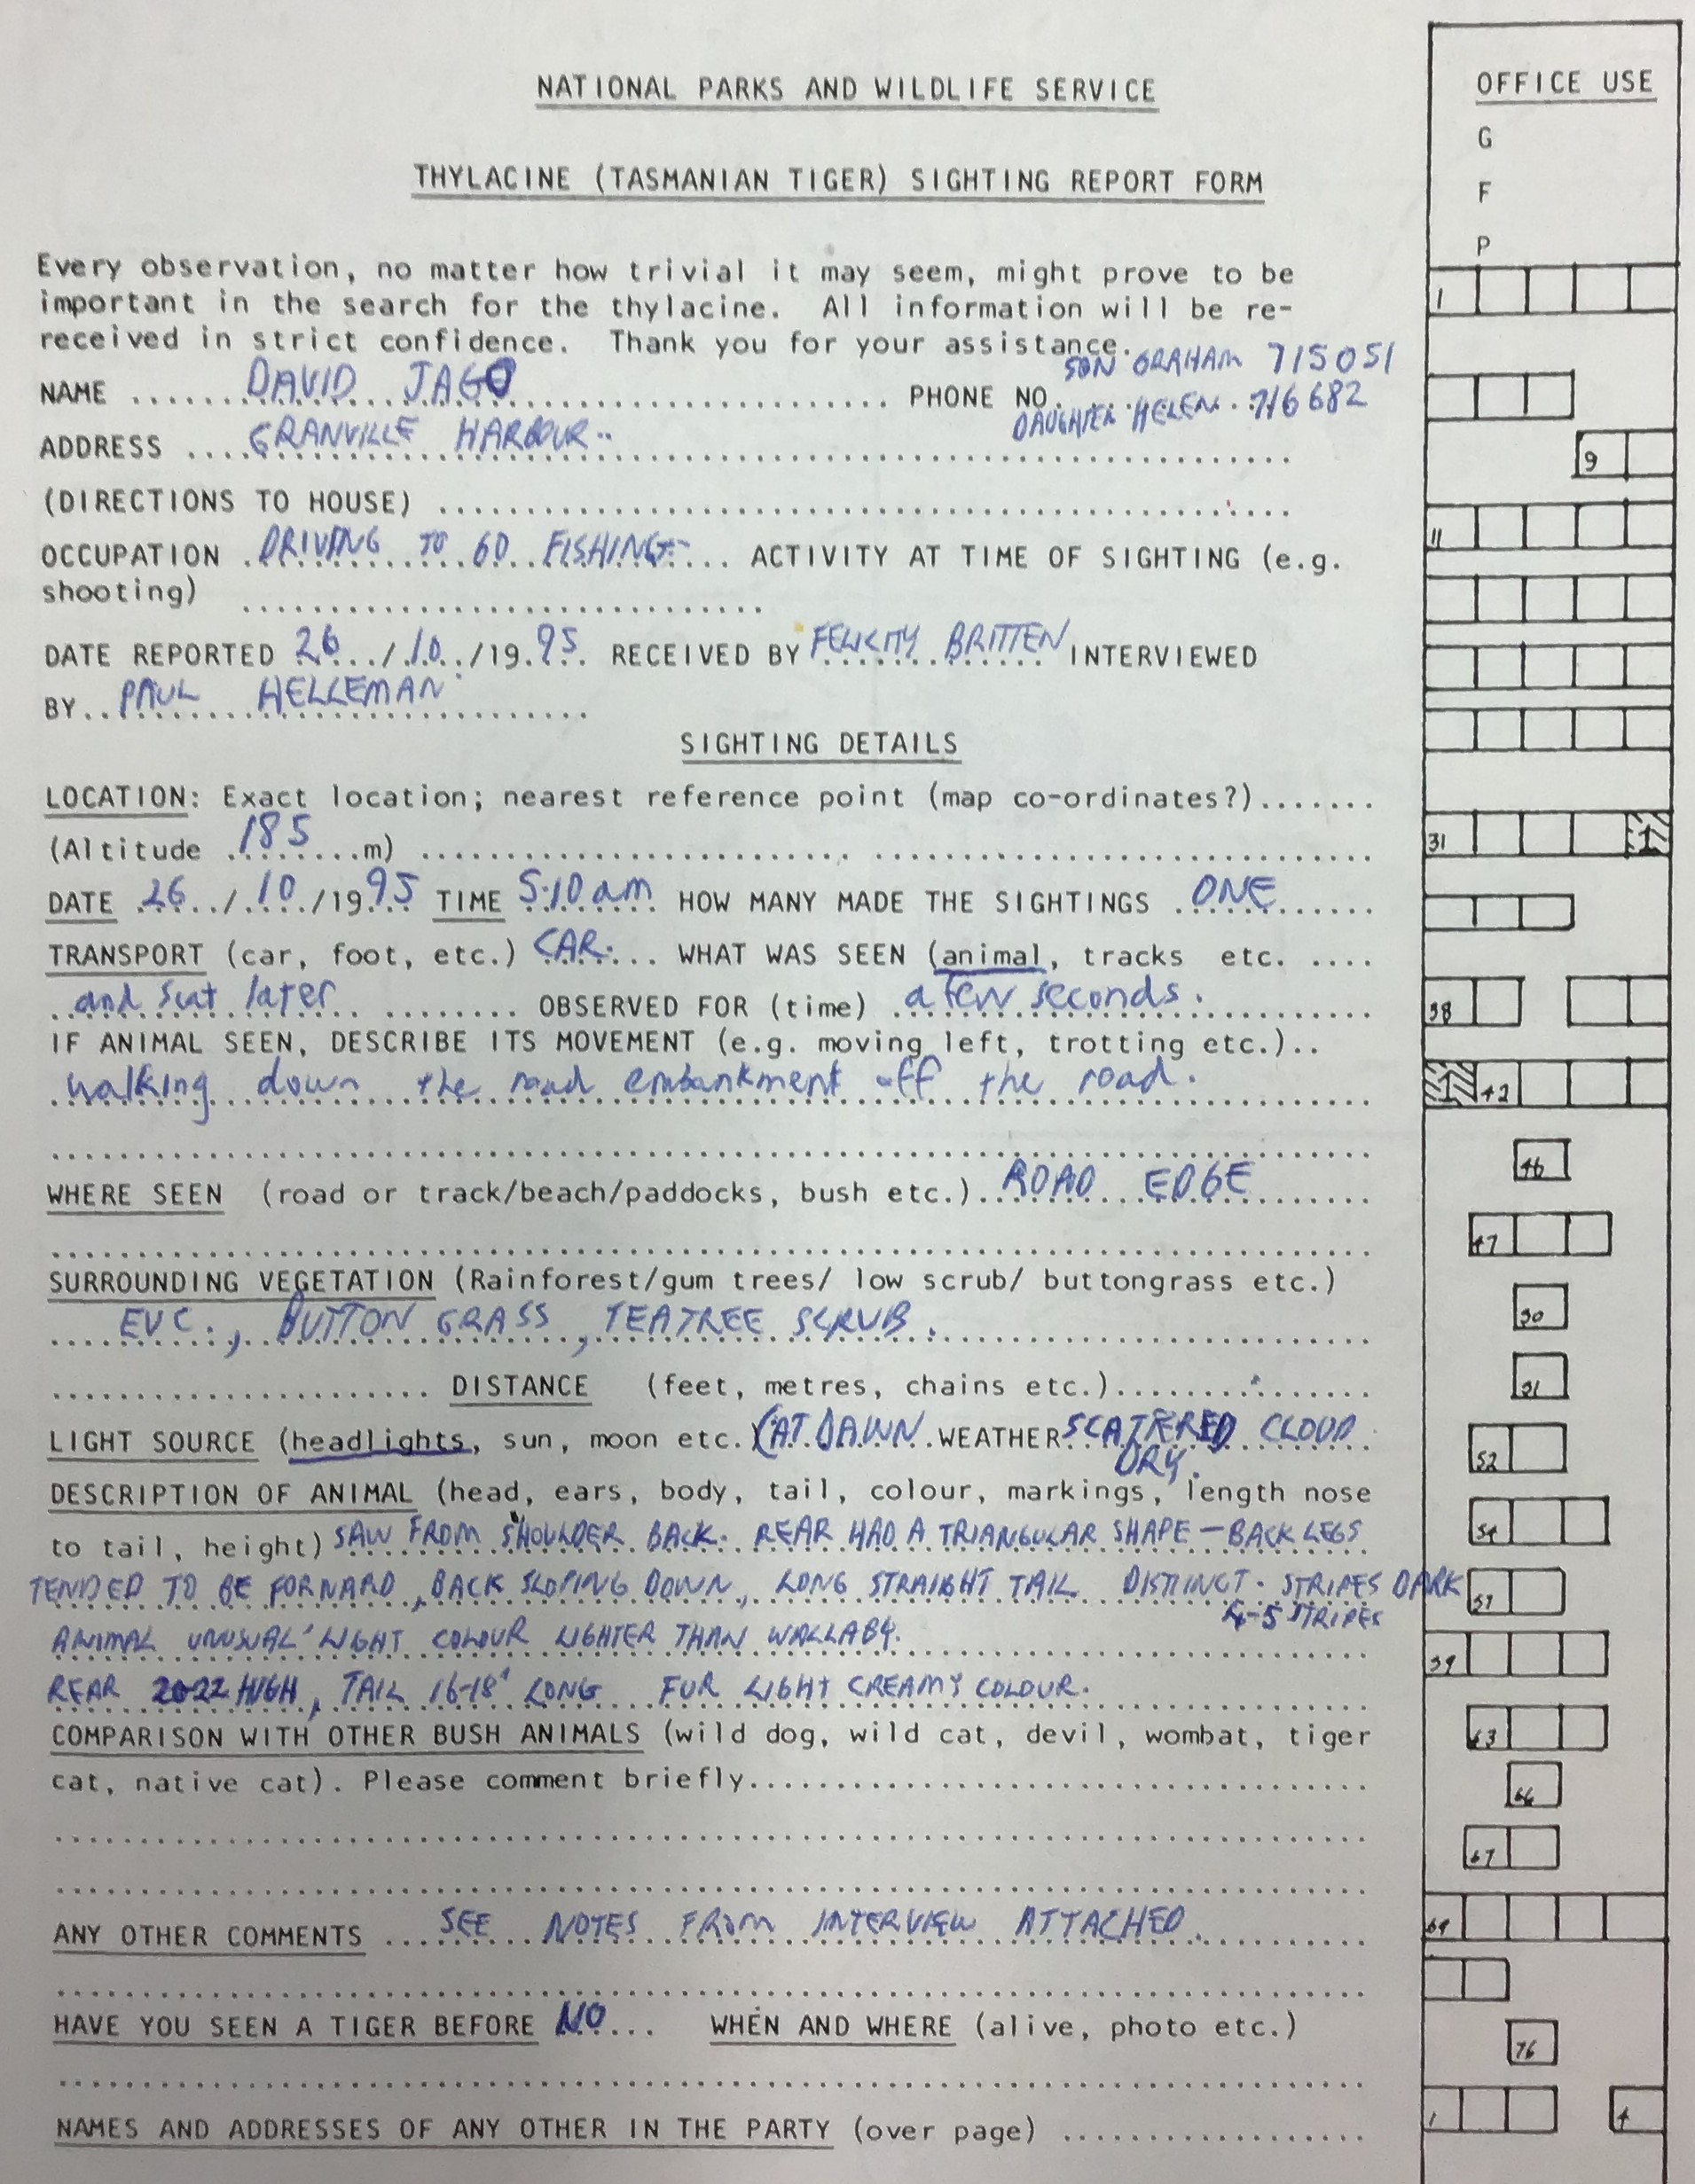 NATIONAL PARKS AND WILDLIFE SERVICE
OFFICE USE
G
THYLACINE (TASMANIAN TIGER) SIGHTING REPORT FORM
F
P
Every observation, no matter how trivial it may seem, might prove to be
important in the search for the thylacine. All information will be re-
1
received in strict confidence. Thank you for your assistance.
SON GRAHAM 715051
NAME .... DAVID JAGO .... PHONE NO.
DAUGHTER HELEN 716682
ADDRESS .... GRANVILLE HARBOUR ....
9
(DIRECTIONS TO HOUSE) ....
11
OCCUPATION . DRIVING TO GO FISHING .... ACTIVITY AT TIME OF SIGHTING (e.g.
shooting) ....
DATE REPORTED 26/10/1995 RECEIVED BY FELICITY BRITTEN INTERVIEWED
BY.. PAUL HELLEMAN ....
SIGHTING DETAILS
LOCATION: Exact location; nearest reference point (map co-ordinates?).......
(Altitude 185 m) ....
31 1
DATE 26/10/1995 TIME 5.10am HOW MANY MADE THE SIGHTINGS ONE
TRANSPORT (car, foot, etc.) CAR.... WHAT WAS SEEN (animal, tracks etc. ....
and scat later ........ OBSERVED FOR (time) a few seconds.
38
IF ANIMAL SEEN, DESCRIBE ITS MOVEMENT (e.g. moving left, trotting etc.)..
walking down the road embankment off the road.
1 42
46
WHERE SEEN (road or track/beach/paddocks, bush etc.)..ROAD EDGE
47
SURROUNDING VEGETATION (Rainforest/gum trees/ low scrub/ buttongrass etc.)
EUC., BUTTON GRASS, TEATREE SCRUB.
50
DISTANCE (feet, metres, chains etc.)....
51
LIGHT SOURCE (headlights, sun, moon etc.)(AT DAWN WEATHER SCATTERED CLOUD
DRY.
52
DESCRIPTION OF ANIMAL (head, ears, body, tail, colour, markings, length nose
to tail, height) SAW FROM SHOULDER BACK. REAR HAD A TRIANGULAR SHAPE - BACK LEGS
54
TENDED TO BE FORWARD, BACK SLOPING DOWN, LONG STRAIGHT TAIL DISTINCT. STRIPES DARK
57
4-5 STRIPES
ANIMAL UNUSUAL LIGHT COLOUR LIGHTER THAN WALLABY.
59
REAR 20-22 HIGH, TAIL 16-18" LONG FUR LIGHT CREAMY COLOUR.
COMPARISON WITH OTHER BUSH ANIMALS (wild dog, wild cat, devil, wombat, tiger
63
cat, native cat). Please comment briefly....
66
67
ANY OTHER COMMENTS .... SEE NOTES FROM INTERVIEW ATTACHED.
69
HAVE YOU SEEN A TIGER BEFORE NO... WHEN AND WHERE (alive, photo etc.)
76
NAMES AND ADDRESSES OF ANY OTHER IN THE PARTY (over page) ....
1 4